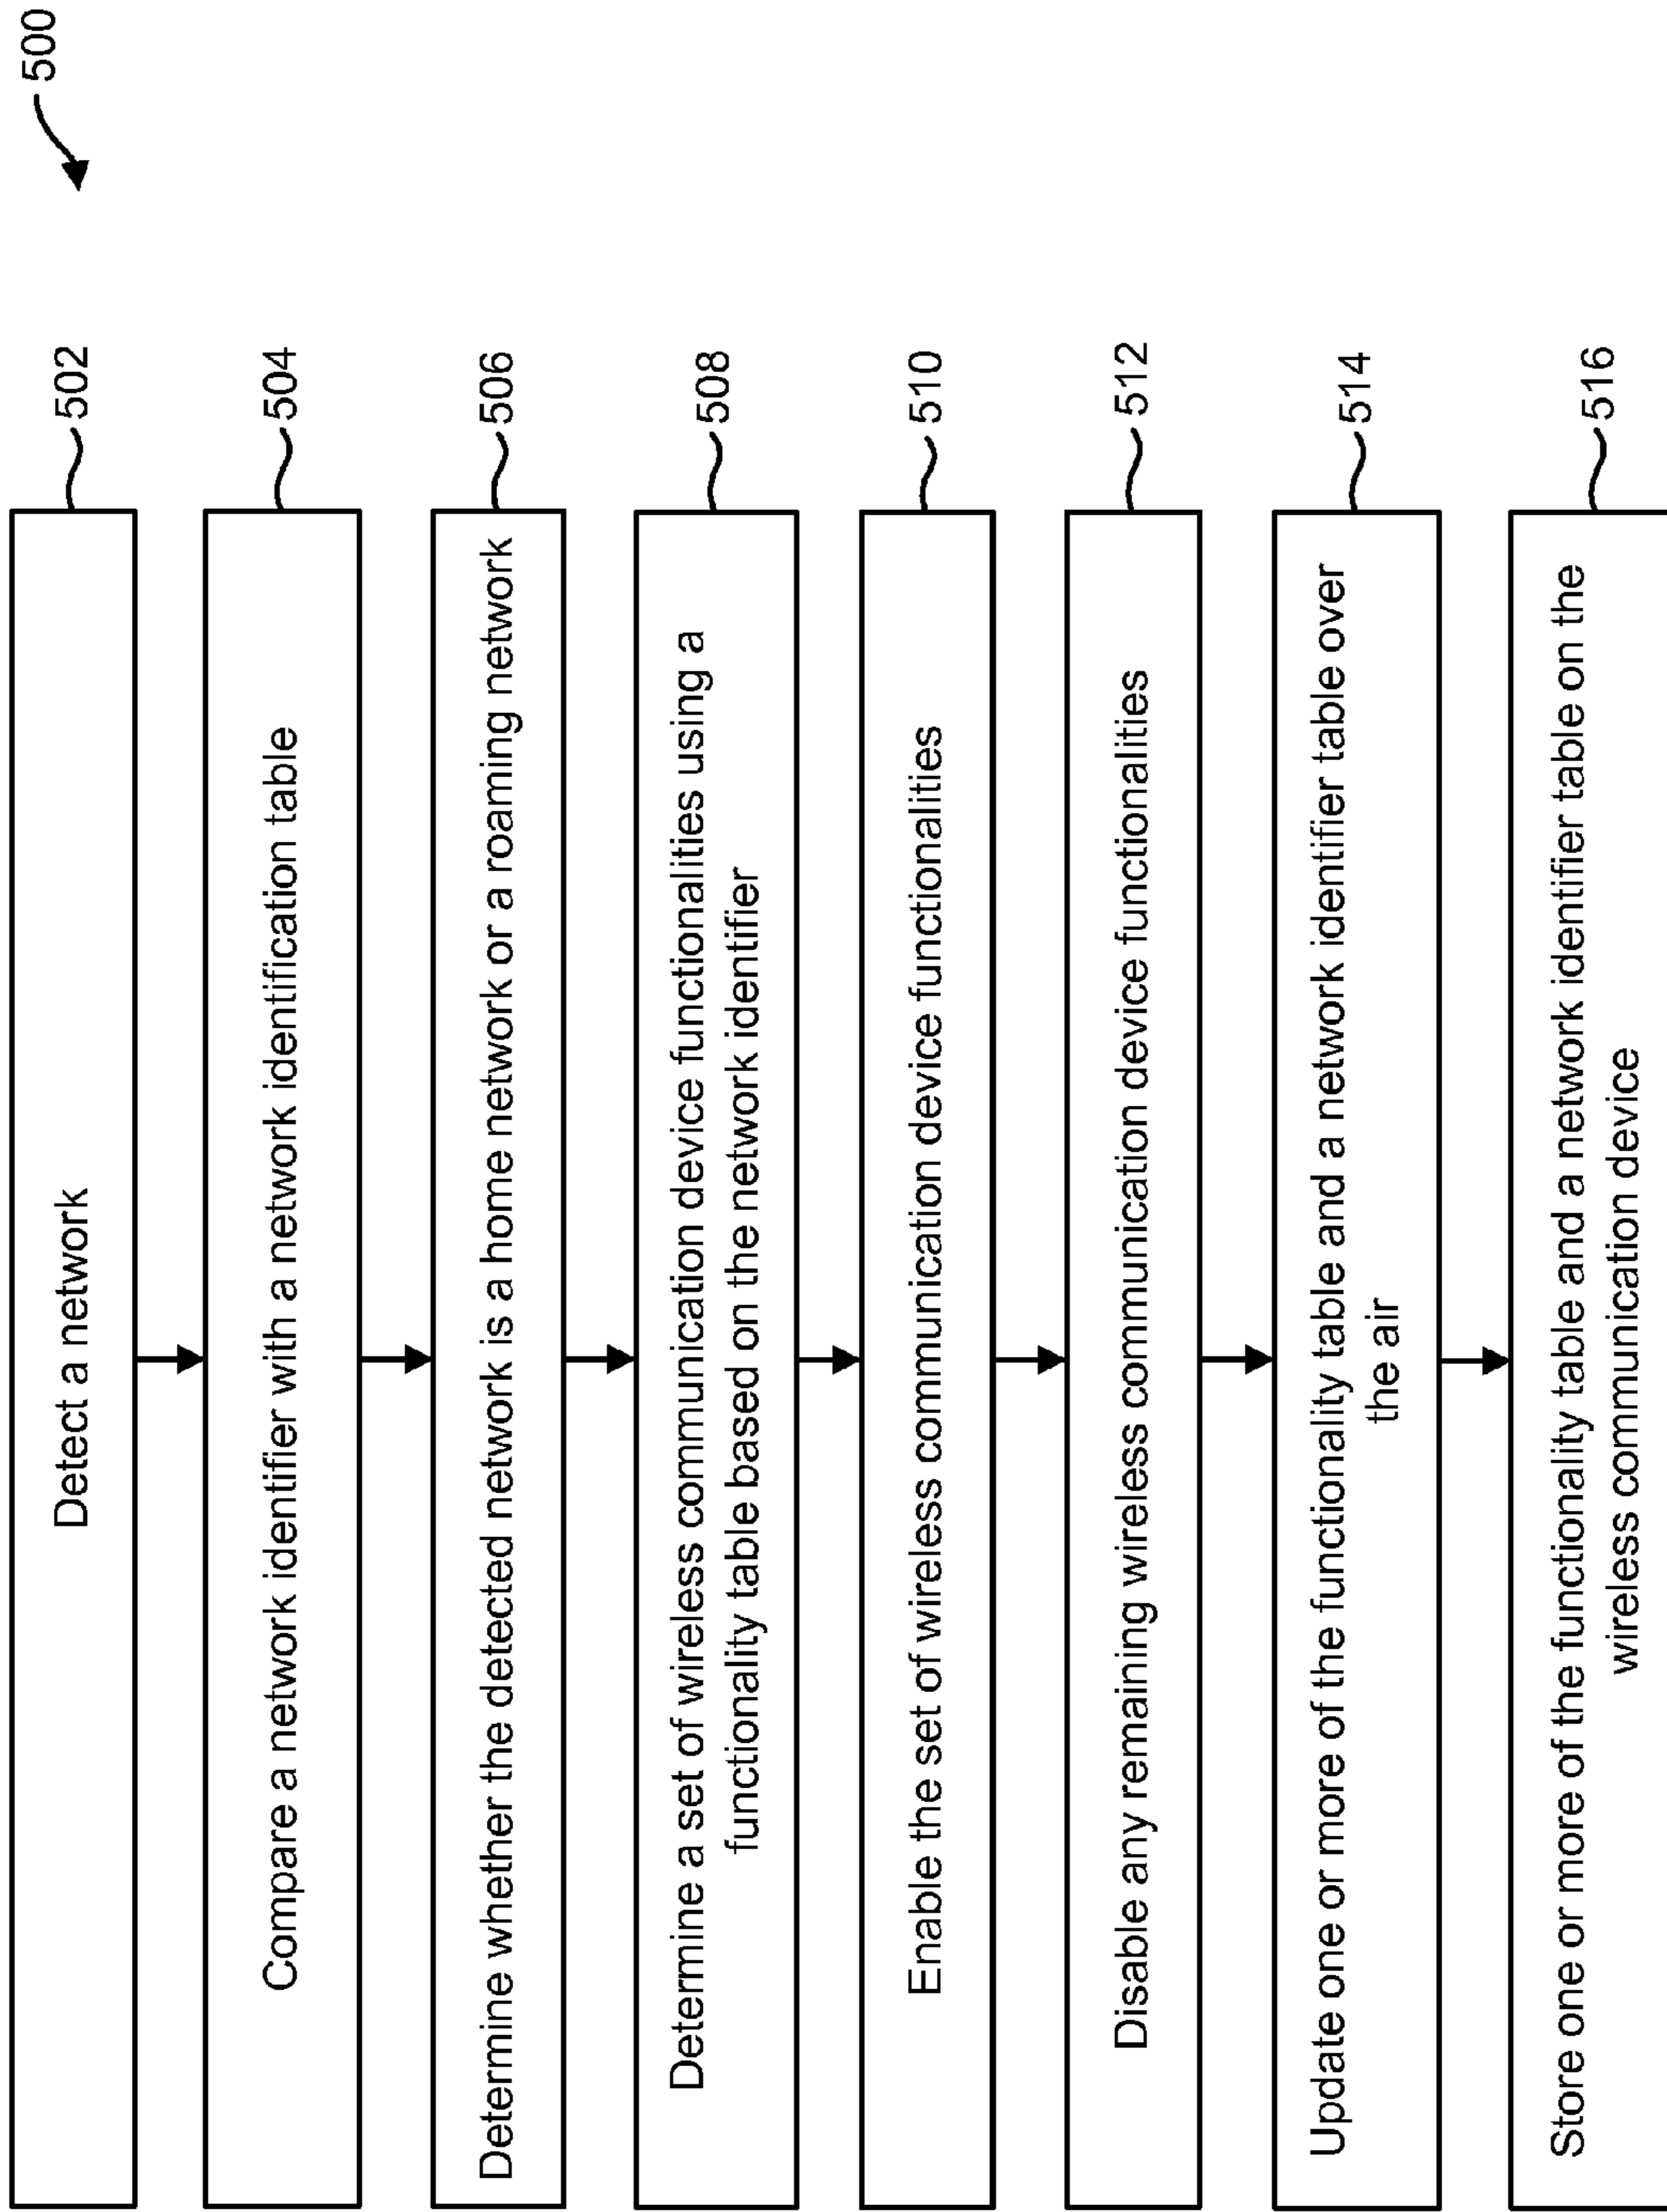 500
Detect a network
502
Compare a network identifier with a network identification table
504
Determine whether the detected network is a home network or a roaming network
506
Determine a set of wireless communication device functionalities using a
functionality table based on the network identifier
508
Enable the set of wireless communication device functionalities
510
Disable any remaining wireless communication device functionalities
512
Update one or more of the functionality table and a network identifier table over
the air
514
Store one or more of the functionality table and a network identifier table on the
wireless communication device
516